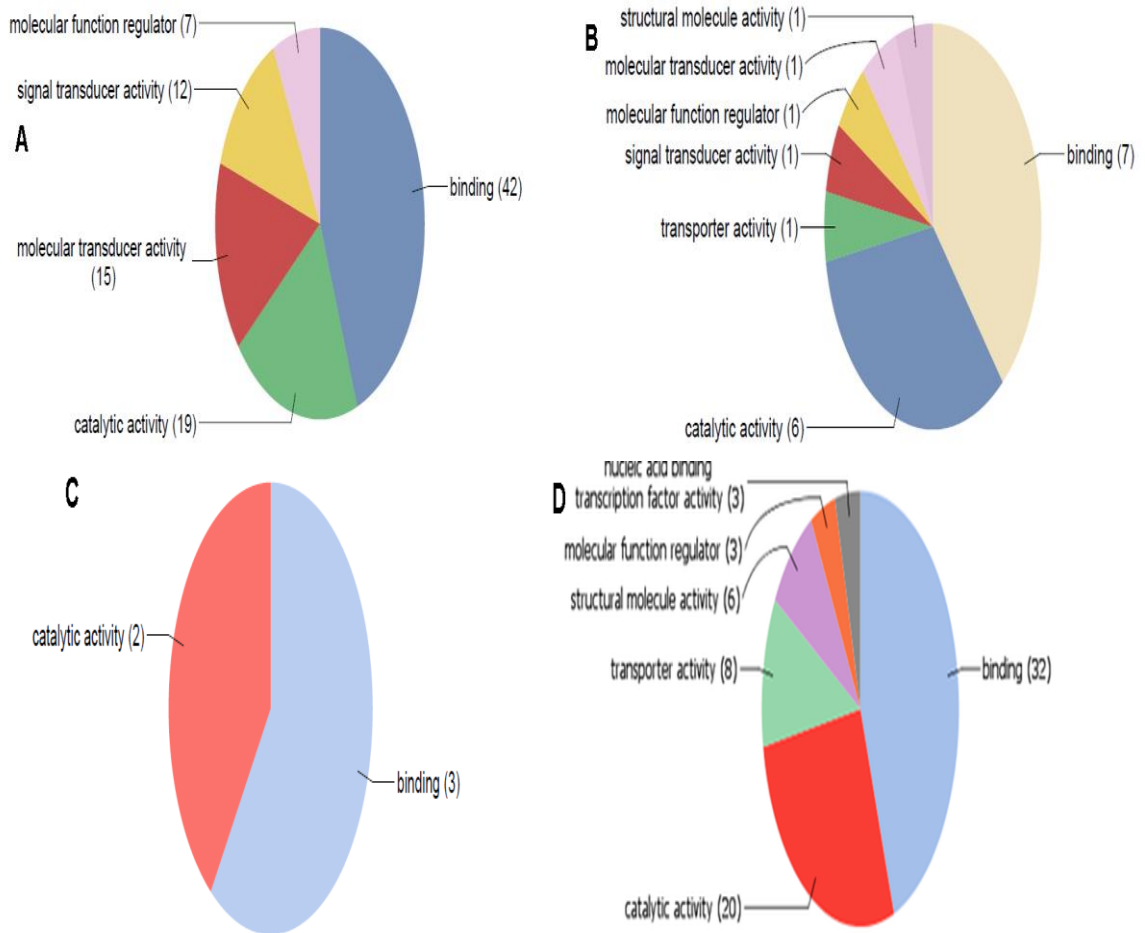 A
molecular function regulator (7)
signal transducer activity (12)
molecular transducer activity
(15)
catalytic activity (19)
binding (42)
B
structural molecule activity (1)
molecular transducer activity (1)
molecular function regulator (1)
signal transducer activity (1)
transporter activity (1)
catalytic activity (6)
binding (7)
C
catalytic activity (2)
binding (3)
D
nucleic acid binding
transcription factor activity (3)
molecular function regulator (3)
structural molecule activity (6)
transporter activity (8)
catalytic activity (20)
binding (32)